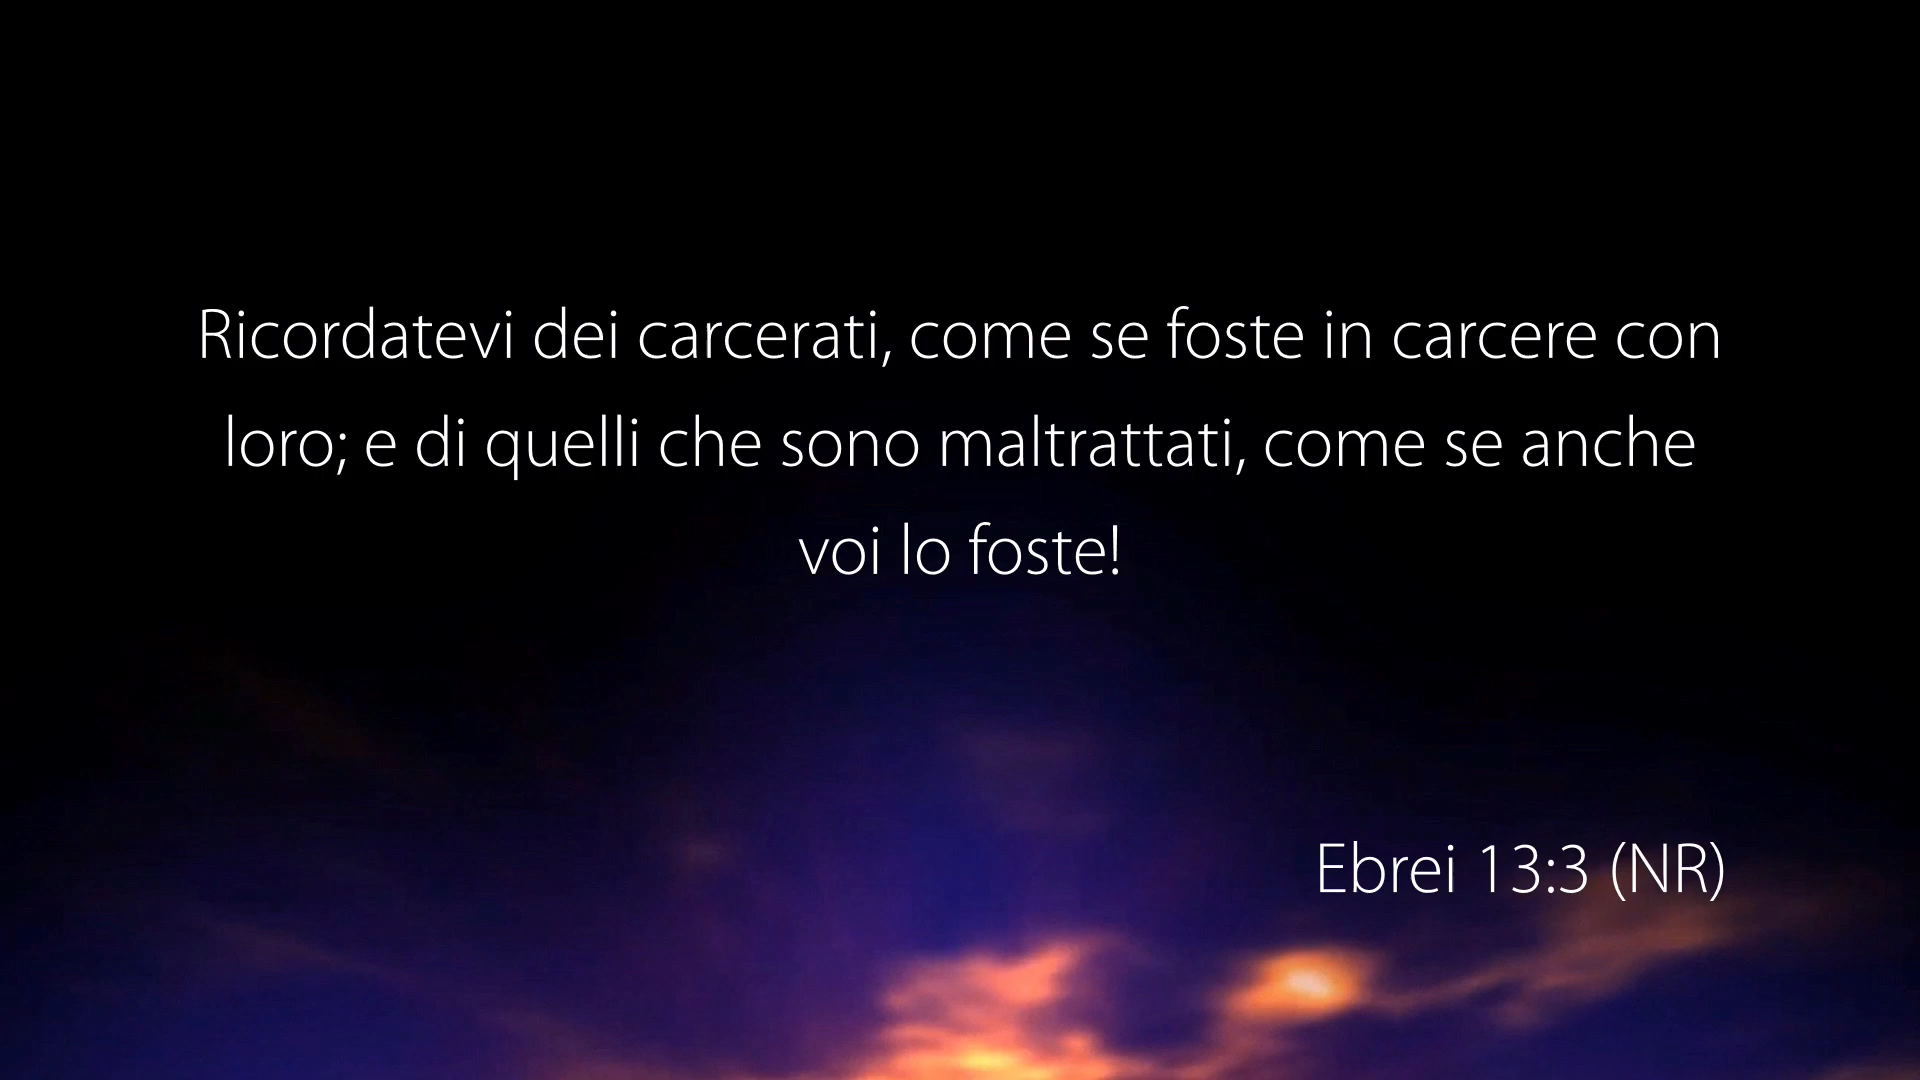 Ricordatevi dei carcerati, come se foste in carcere con
loro; e di quelli che sono maltrattati, come se anche
voi lo foste!
Ebrei 13:3 (NR)